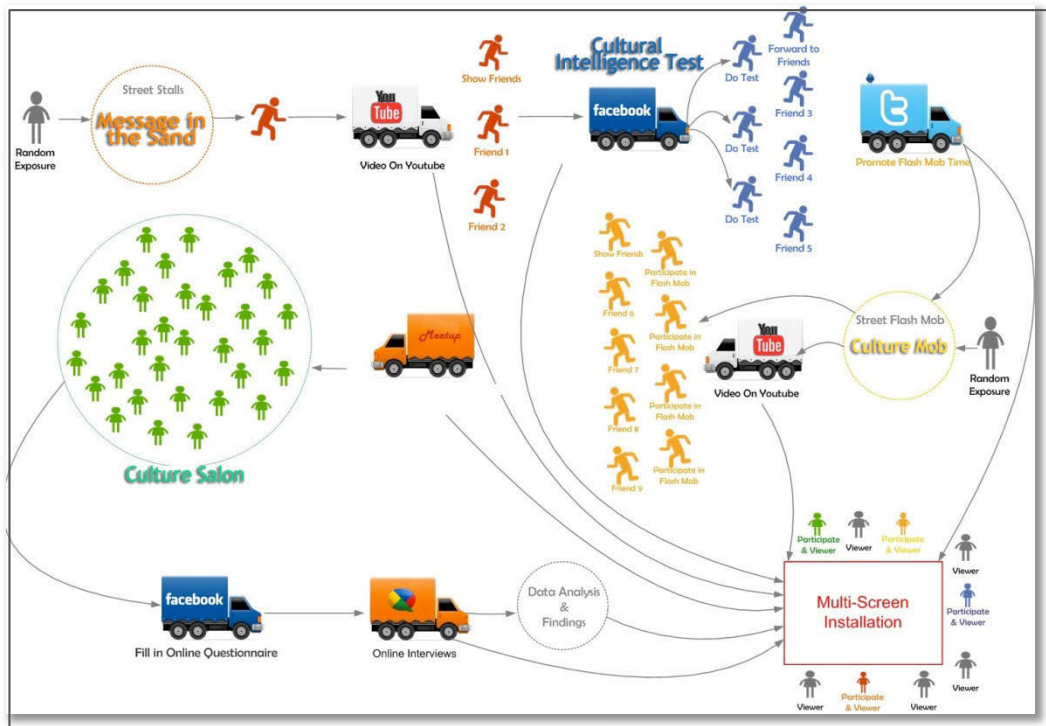 Street Stalls
Message in
the Sand
Random
Exposure
You
Tube
Video On Youtube
Show Friends
Friend 1
Friend 2
Cultural
Intelligence Test
facebook
Do Test
Do Test
Do Test
Forward to
Friends
Friend 3
Friend 4
Friend 5
Promote Flash Mob Time
Culture Salon
Meetup
Show Friends
Friend 6
Friend 7
Friend 8
Friend 9
Participate in
Flash Mob
Participate in
Flash Mob
Participate in
Flash Mob
Participate in
Flash Mob
You
Tube
Video On Youtube
Street Flash Mob
Culture Mob
Random
Exposure
facebook
Fill in Online Questionnaire
Online Interviews
Data Analysis
&
Findings
Multi-Screen
Installation
Participate
& Viewer
Viewer
Participate
& Viewer
Viewer
Participate
& Viewer
Viewer
Viewer
Participate
& Viewer
Viewer